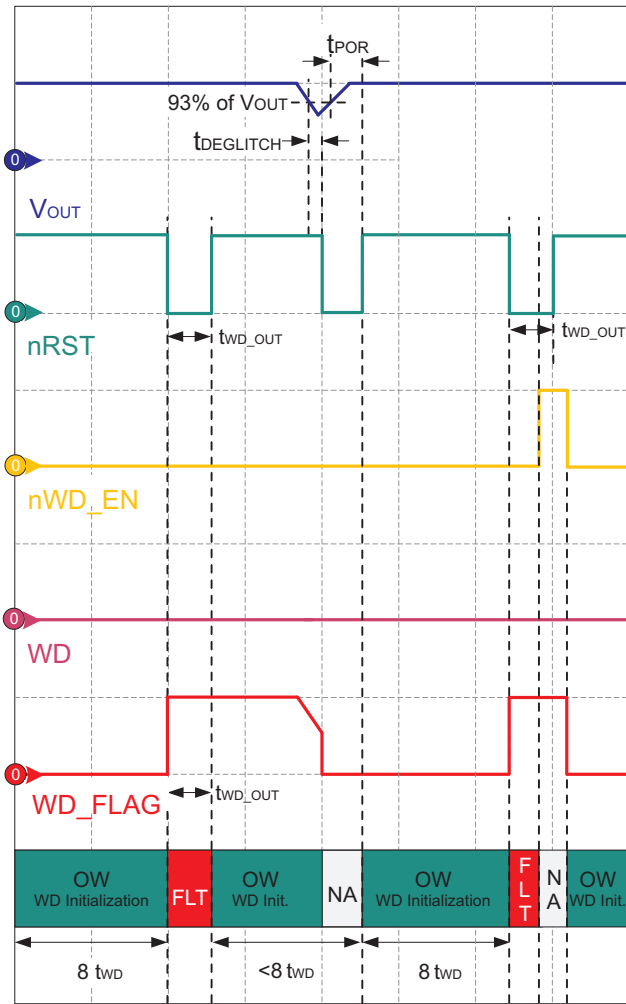 tPOR
93% of VOUT
tDEGLITCH
0
VOUT
0
nRST
tWD_OUT
tWD_OUT
0
nWD_EN
0
WD
0
WD_FLAG
tWD_OUT
OW
WD Initialization
FLT
OW
WD Init.
NA
OW
WD Initialization
F
L
T
N
A
OW
WD Init.
8 tWD
<8 tWD
8 tWD